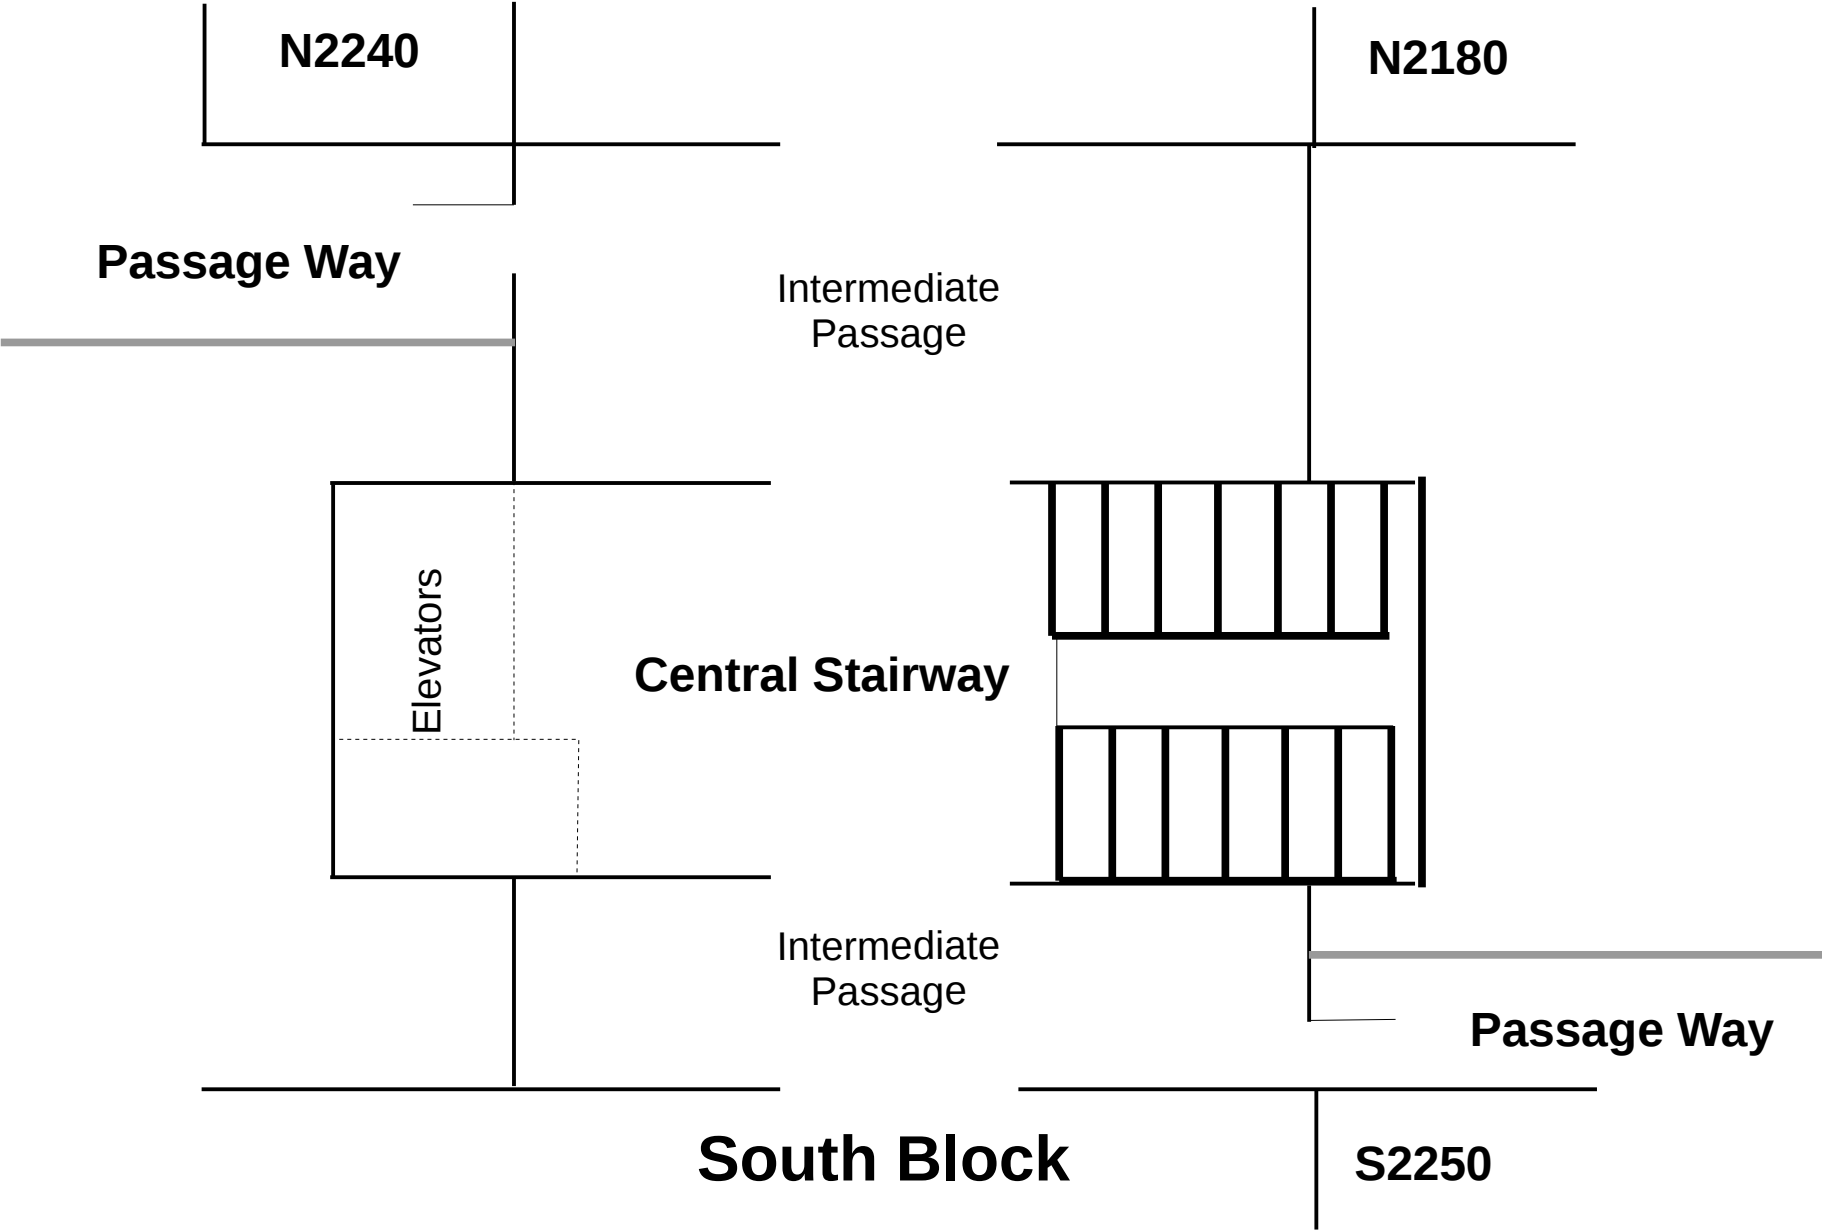 N2240
N2180
Passage Way
Intermediate
Passage
Elevators
Central Stairway
Intermediate
Passage
Passage Way
South Block
S2250